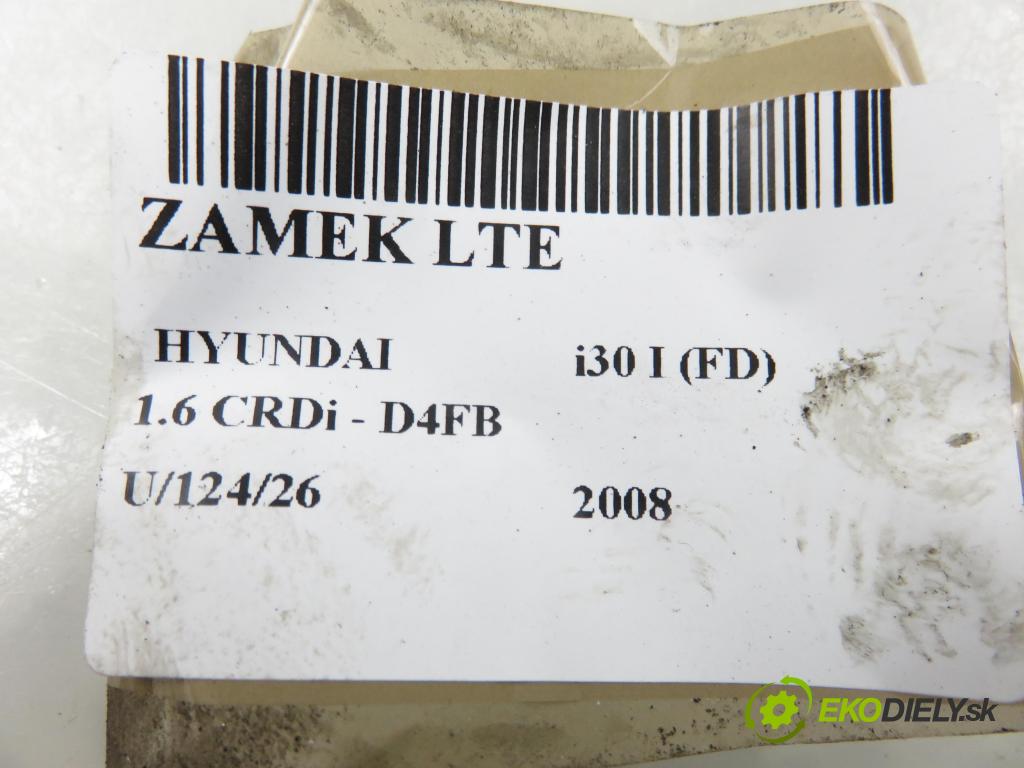 ZAMEK LTE
HYUNDAI i30 I (FD)
1.6 CRDi - D4FB
U/124/26 2008
EKODIELY.sk